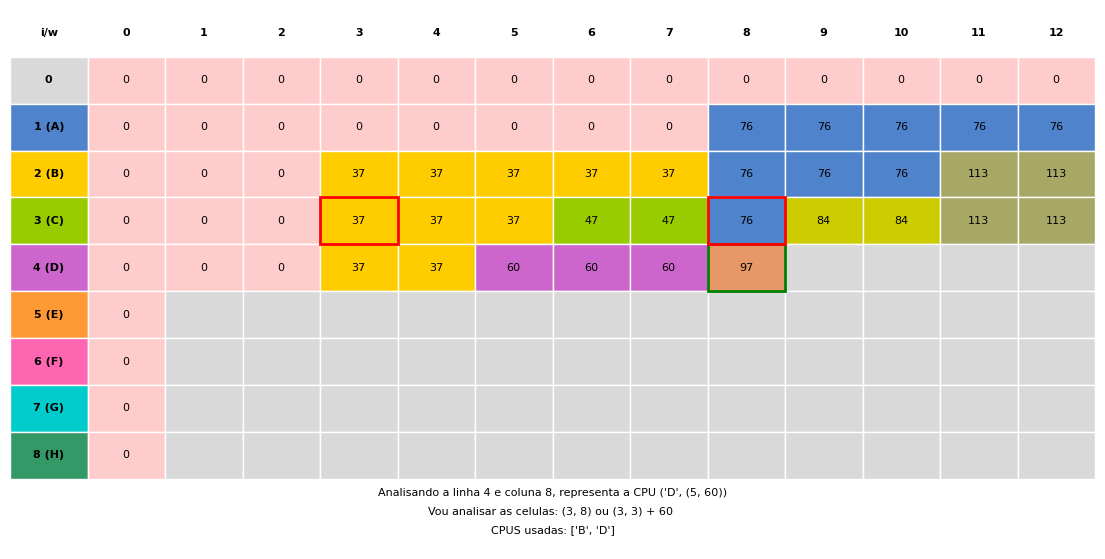 i/w 0 1 2 3 4 5 6 7 8 9 10 11 12
0 0 0 0 0 0 0 0 0 0 0 0 0 0
1 (A) 0 0 0 0 0 0 0 0 76 76 76 76 76
2 (B) 0 0 0 37 37 37 37 37 76 76 76 113 113
3 (C) 0 0 0 37 37 37 47 47 76 84 84 113 113
4 (D) 0 0 0 37 37 60 60 60 97
5 (E) 0
6 (F) 0
7 (G) 0
8 (H) 0
Analisando a linha 4 e coluna 8, representa a CPU ('D', (5, 60))
Vou analisar as celulas: (3, 8) ou (3, 3) + 60
CPUS usadas: ['B', 'D']